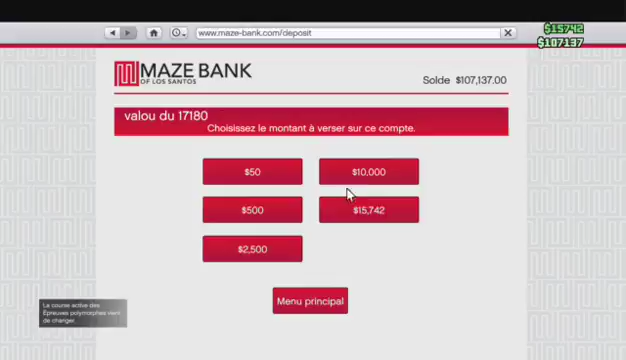 www.maze-bank.com/deposit
$15742
$107137
MAZE BANK
OF LOS SANTOS
Solde $107,137.00
valou du 17180
Choisissez le montant à verser sur ce compte.
$50
$10,000
$500
$15,742
$2,500
Menu principal
La course active des
Épreuves polymorphes vient
de changer.